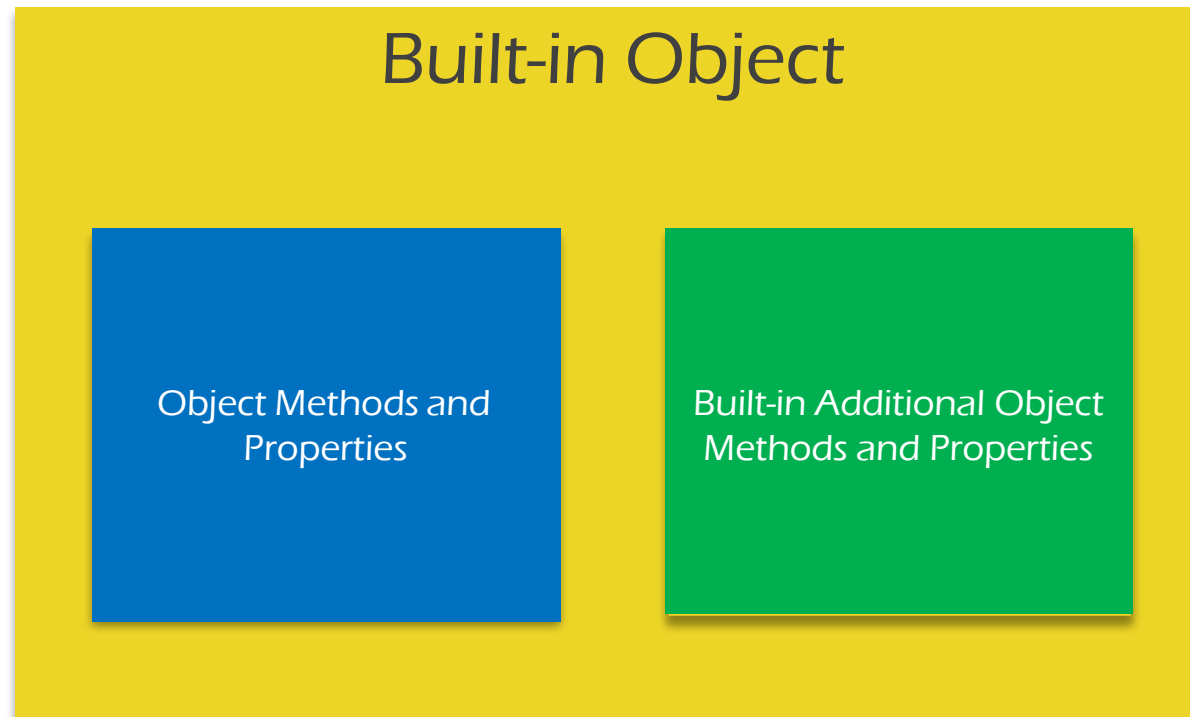 Built-in Object
Object Methods and
Properties
Built-in Additional Object
Methods and Properties